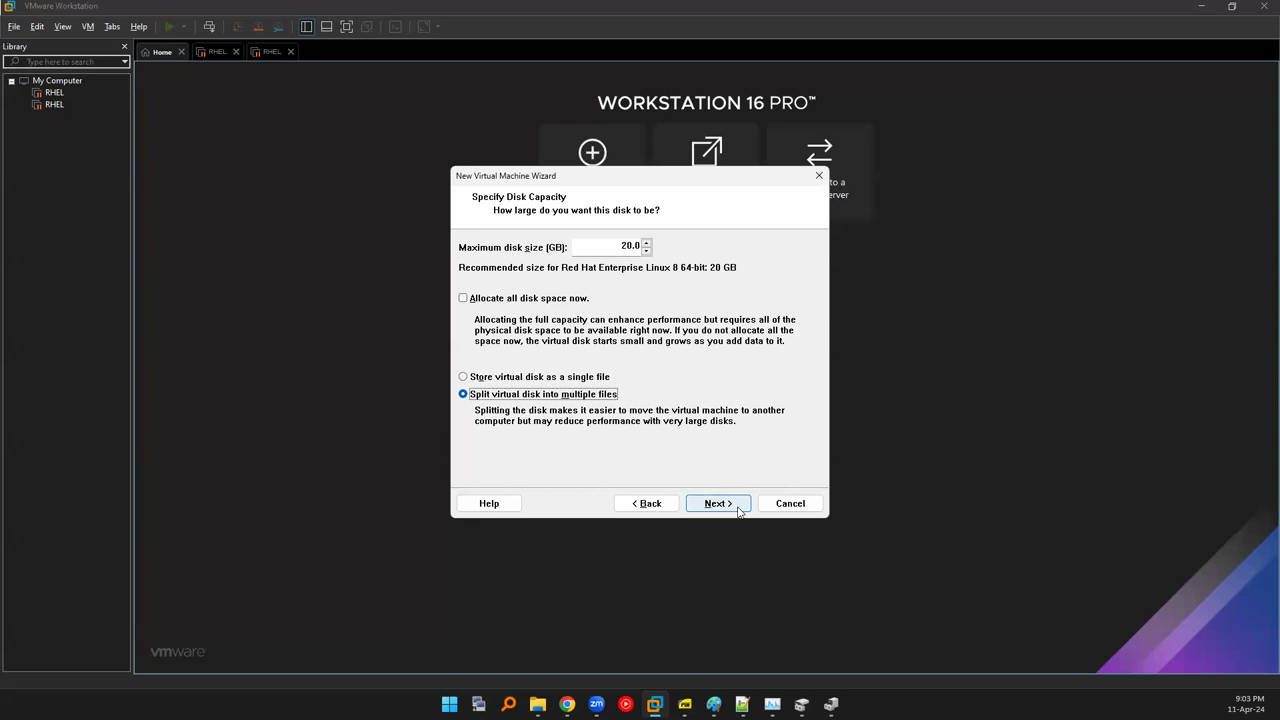 VMware Workstation
File Edit View VM Tabs Help
Library
Type here to search
Home
RHEL
RHEL
My Computer
RHEL
RHEL
WORKSTATION 16 PRO™
to a
erver
New Virtual Machine Wizard
Specify Disk Capacity
How large do you want this disk to be?
Maximum disk size (GB): 20.0
Recommended size for Red Hat Enterprise Linux 8 64-bit: 20 GB
Allocate all disk space now.
Allocating the full capacity can enhance performance but requires all of the
physical disk space to be available right now. If you do not allocate all the
space now, the virtual disk starts small and grows as you add data to it.
Store virtual disk as a single file
Split virtual disk into multiple files
Splitting the disk makes it easier to move the virtual machine to another
computer but may reduce performance with very large disks.
Help
< Back
Next >
Cancel
vmware
zm
9:03 PM
11-Apr-24